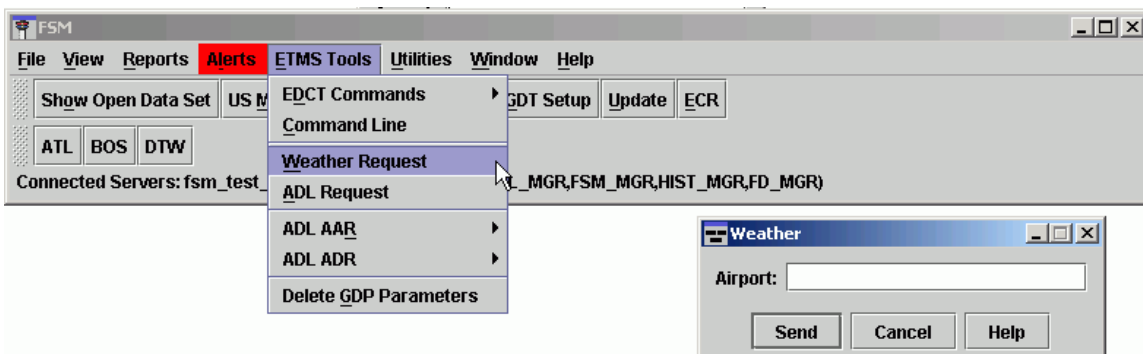 FSM
File View Reports Alerts ETMS Tools Utilities Window Help
Show Open Data Set US M GDT Setup Update ECR
EDCT Commands
Command Line
ATL BOS DTW
Weather Request
Connected Servers: fsm_test_ L_MGR,FSM_MGR,HIST_MGR,FD_MGR)
ADL Request
ADL AAR
ADL ADR
Delete GDP Parameters
Weather
Airport:
Send Cancel Help